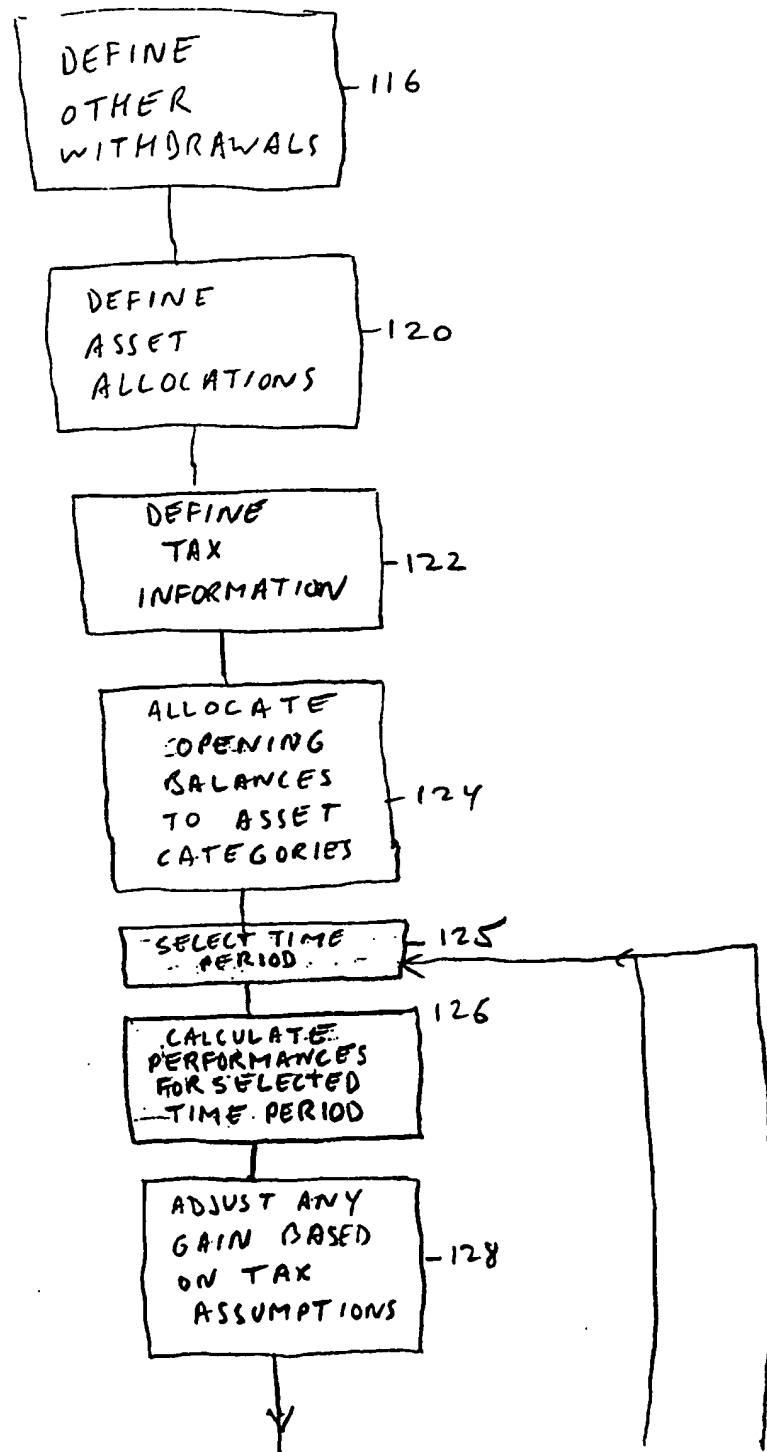 DEFINE
OTHER
WITHDRAWALS
116
DEFINE
ASSET
ALLOCATIONS
120
DEFINE
TAX
INFORMATION
122
ALLOCATE
OPENING
BALANCES
TO ASSET
CATEGORIES
124
SELECT TIME
PERIOD
125
CALCULATE
PERFORMANCES
FOR SELECTED
TIME PERIOD
126
ADJUST ANY
GAIN BASED
ON TAX
ASSUMPTIONS
128